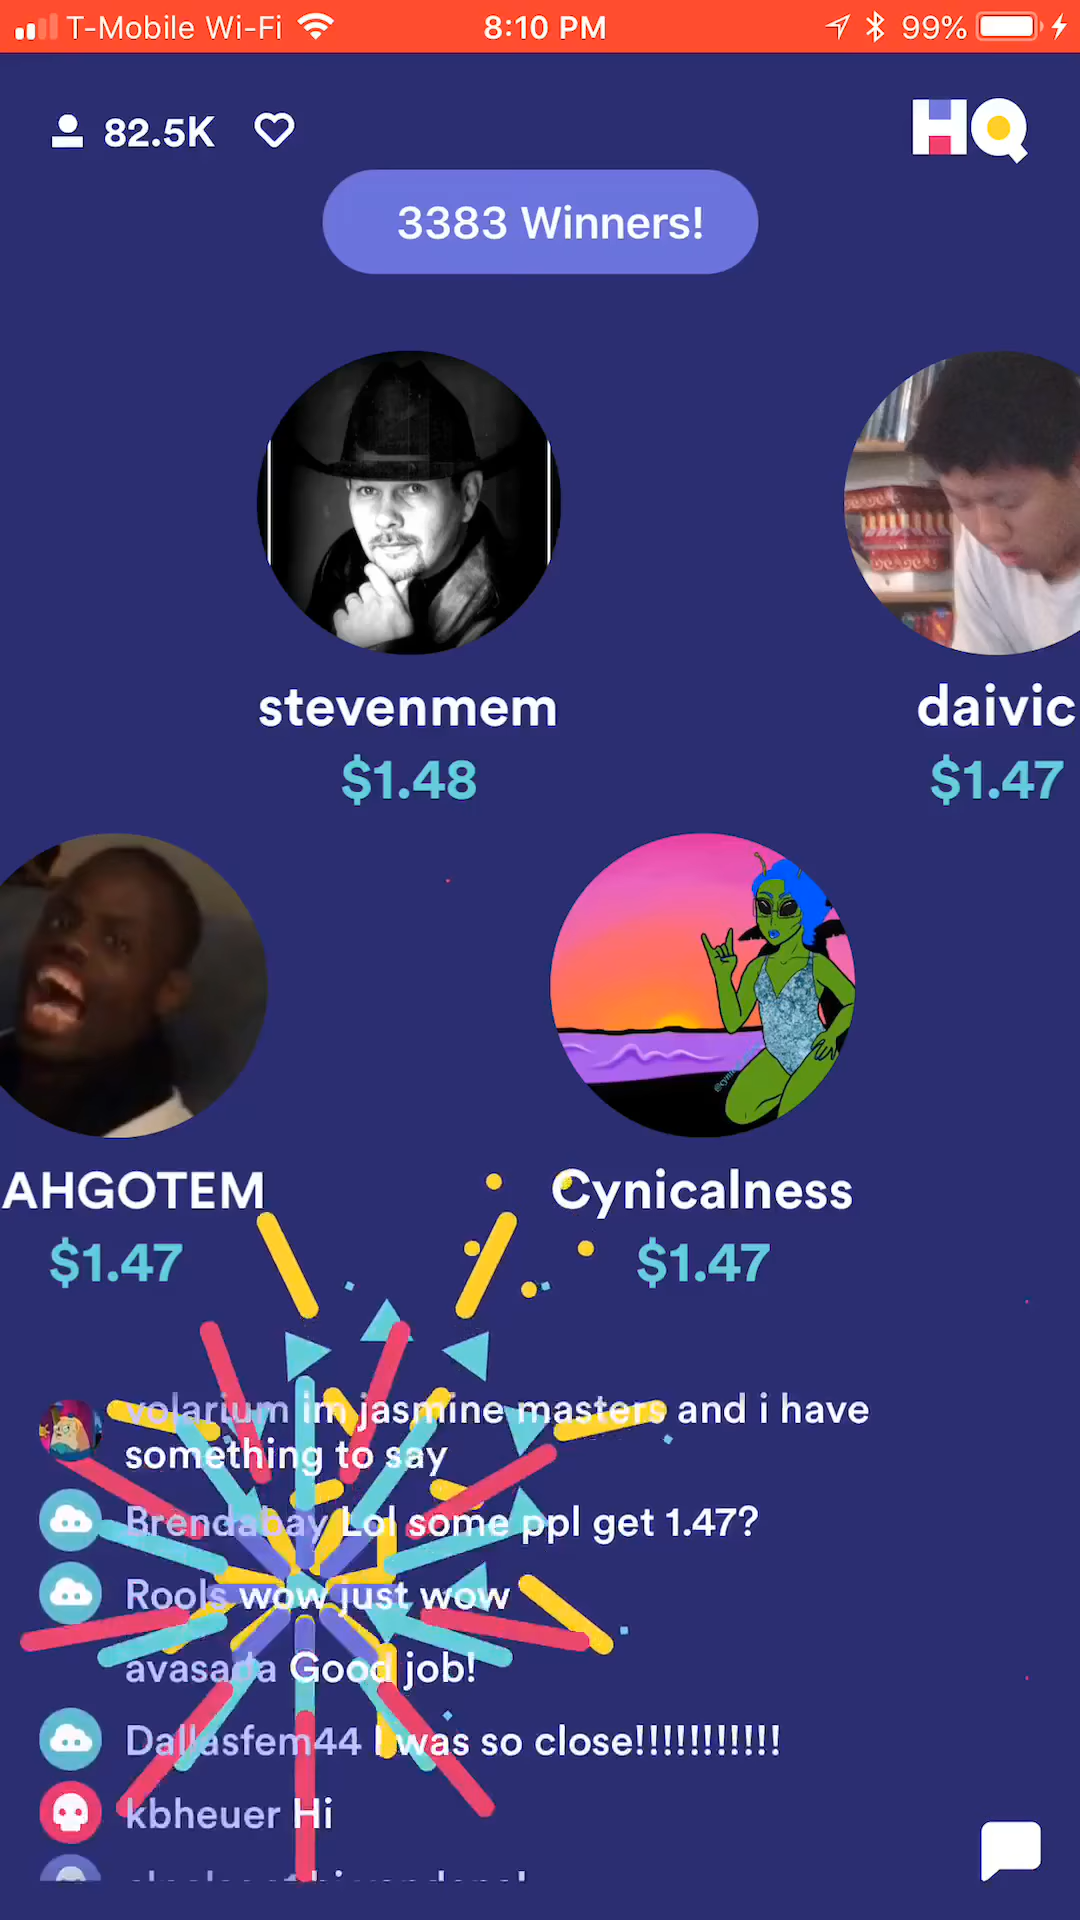 T-Mobile Wi-Fi 8:10 PM 99%
82.5K HQ
3383 Winners!
stevenmem daivic
$1.48 $1.47
AHGOTEM Cynicalness
$1.47 $1.47
volarium im jasmine masters and i have
something to say
Brendabay Lol some ppl get 1.47?
Rools wow just wow
avasada Good job!
Dallasfem44 I was so close!!!!!!!!!!!
kbheuer Hi